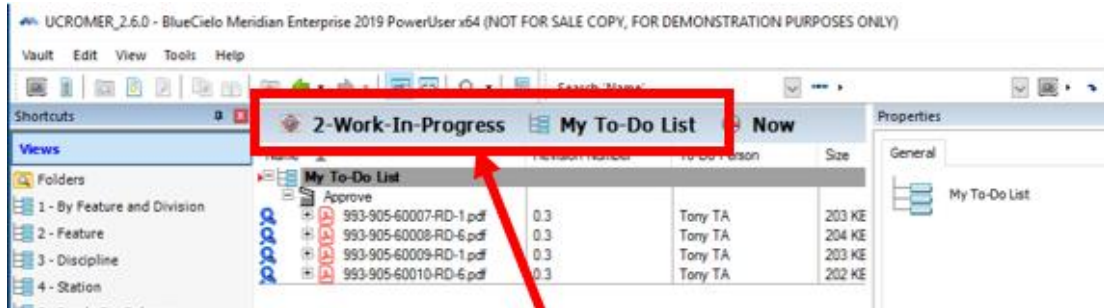 UCROMER_2.6.0 - BlueCielo Meridian Enterprise 2019 PowerUser x64 (NOT FOR SALE COPY, FOR DEMONSTRATION PURPOSES ONLY)
Vault Edit View Tools Help
Search 'Name'
Shortcuts
2-Work-In-Progress My To-Do List Now
Properties
Views
Name Revision Number To-Do Person Size
General
Folders
My To-Do List
My To-Do List
1 - By Feature and Division
Approve
2 - Feature
993-905-60007-RD-1.pdf 0.3 Tony TA 203 KE
993-905-60008-RD-6.pdf 0.3 Tony TA 204 KE
3 - Discipline
993-905-60009-RD-1.pdf 0.3 Tony TA 203 KE
4 - Station
993-905-60010-RD-6.pdf 0.3 Tony TA 202 KE